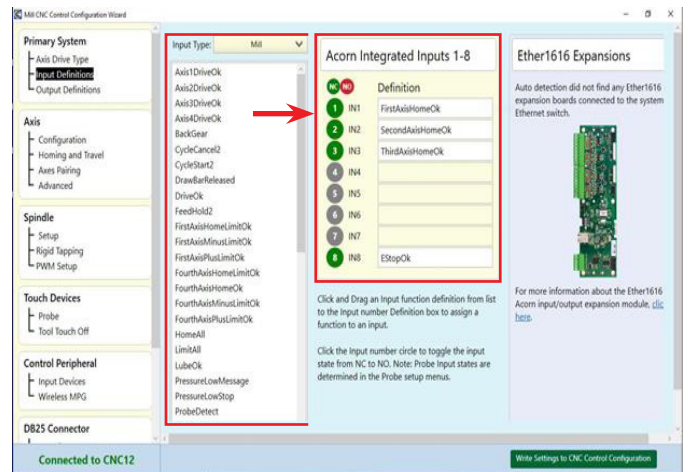 Mill CNC Control Configuration Wizard
Primary System
Axis Drive Type
Input Definitions
Output Definitions
Axis
Configuration
Homing and Travel
Axes Pairing
Advanced
Spindle
Setup
Rigid Tapping
PWM Setup
Touch Devices
Probe
Tool Touch Off
Control Peripheral
Input Devices
Wireless MPG
DB25 Connector
Connected to CNC12
Input Type: Mill
Axis1DriveOk
Axis2DriveOk
Axis3DriveOk
Axis4DriveOk
BackGear
CycleCancel2
CycleStart2
DrawBarReleased
DriveOk
FeedHold2
FirstAxisHomeLimitOk
FirstAxisMinusLimitOk
FirstAxisPlusLimitOk
FourthAxisHomeLimitOk
FourthAxisHomeOk
FourthAxisMinusLimitOk
FourthAxisPlusLimitOk
HomeAll
LimitAll
LubeOk
PressureLowMessage
PressureLowStop
ProbeDetect
Acorn Integrated Inputs 1-8
NC NO Definition
1 IN1 FirstAxisHomeOk
2 IN2 SecondAxisHomeOk
3 IN3 ThirdAxisHomeOk
4 IN4
5 IN5
6 IN6
7 IN7
8 IN8 EStopOk
Click and Drag an Input function definition from list
to the Input number Definition box to assign a
function to an input.
Click the Input number circle to toggle the input
state from NC to NO. Note: Probe Input states are
determined in the Probe setup menus.
Ether1616 Expansions
Auto detection did not find any Ether1616
expansion boards connected to the system
Ethernet switch.
For more information about the Ether1616
Acorn input/output expansion module, clic
here.
Write Settings to CNC Control Configuration